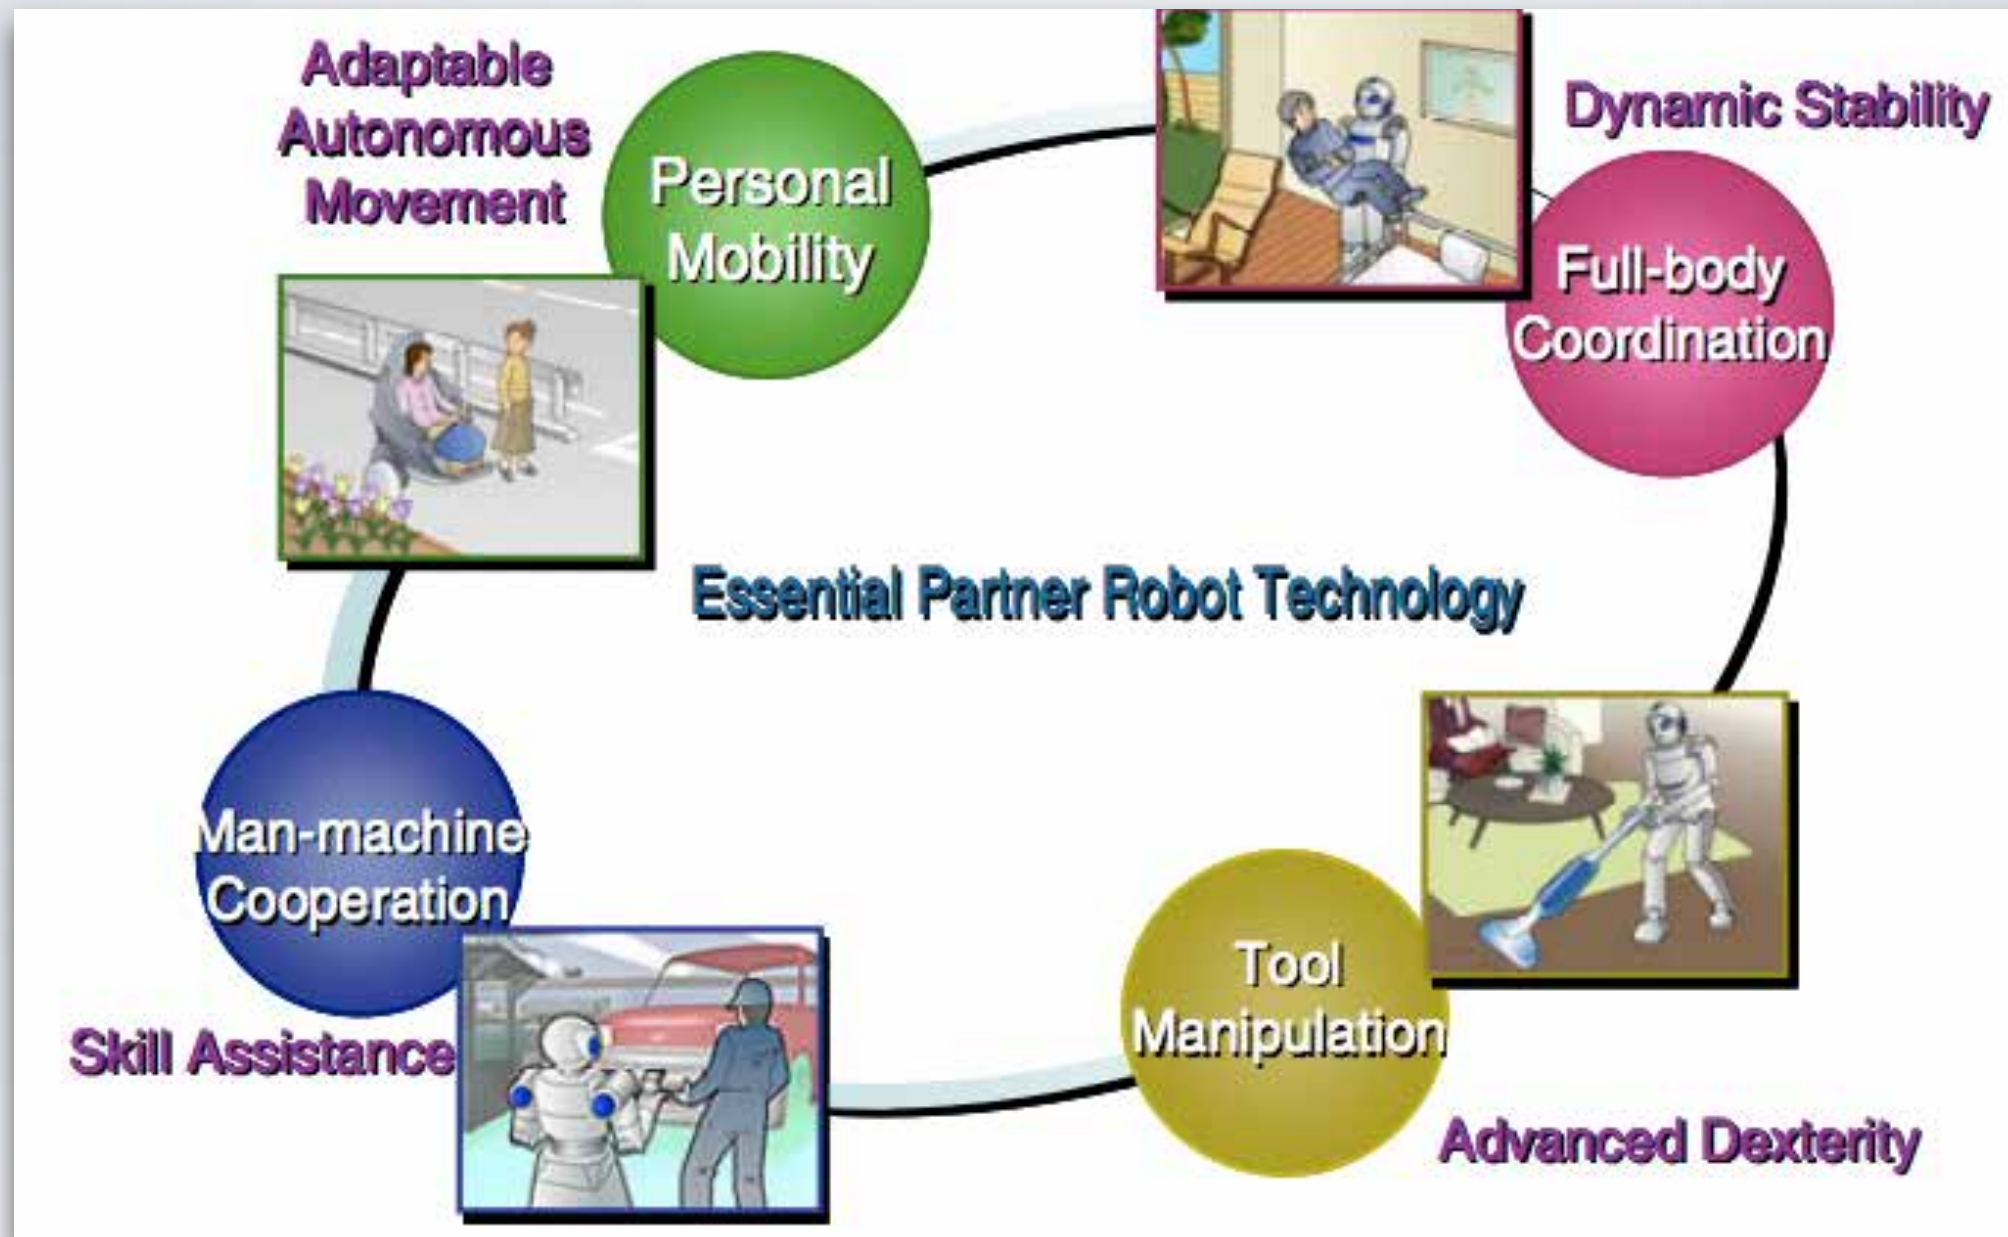 Adaptable
Autonomous
Movement
Personal
Mobility
Dynamic Stability
Full-body
Coordination
Essential Partner Robot Technology
Man-machine
Cooperation
Skill Assistance
Tool
Manipulation
Advanced Dexterity